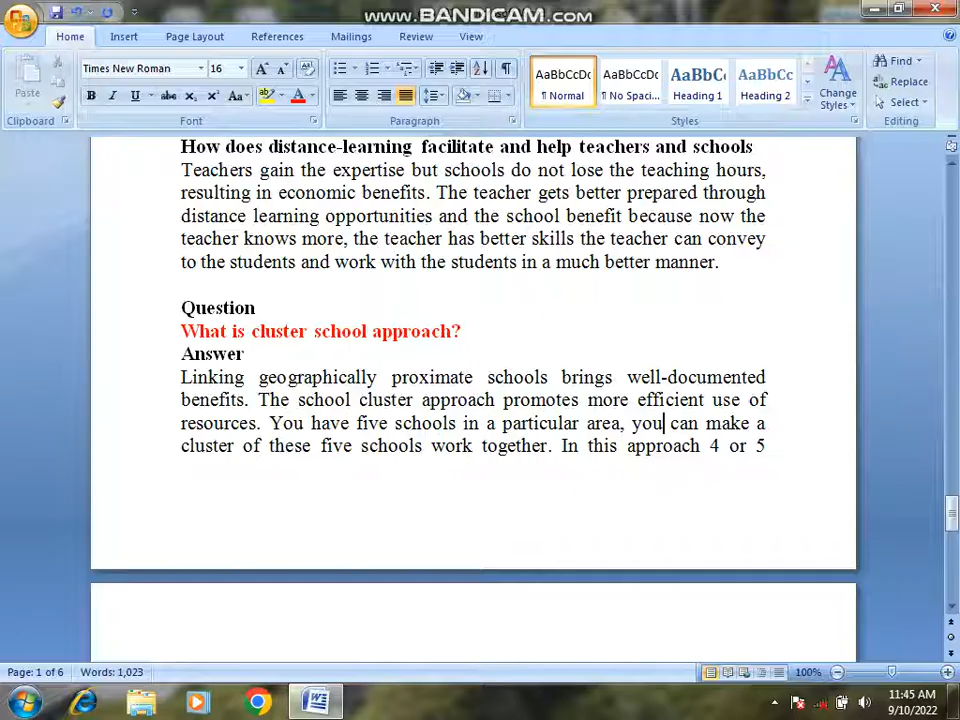 www.BANDICAM.com
Home Insert Page Layout References Mailings Review View
Times New Roman 16
Paste
AaBbCcDc AaBbCcDc AaBbC AaBbCc
¶ Normal ¶ No Spaci... Heading 1 Heading 2
Change Styles
Find
Replace
Select
Clipboard Font Paragraph Styles Editing
How does distance-learning facilitate and help teachers and schools
Teachers gain the expertise but schools do not lose the teaching hours,
resulting in economic benefits. The teacher gets better prepared through
distance learning opportunities and the school benefit because now the
teacher knows more, the teacher has better skills the teacher can convey
to the students and work with the students in a much better manner.
Question
What is cluster school approach?
Answer
Linking geographically proximate schools brings well-documented
benefits. The school cluster approach promotes more efficient use of
resources. You have five schools in a particular area, you can make a
cluster of these five schools work together. In this approach 4 or 5
Page: 1 of 6 Words: 1,023 100%
11:45 AM
9/10/2022